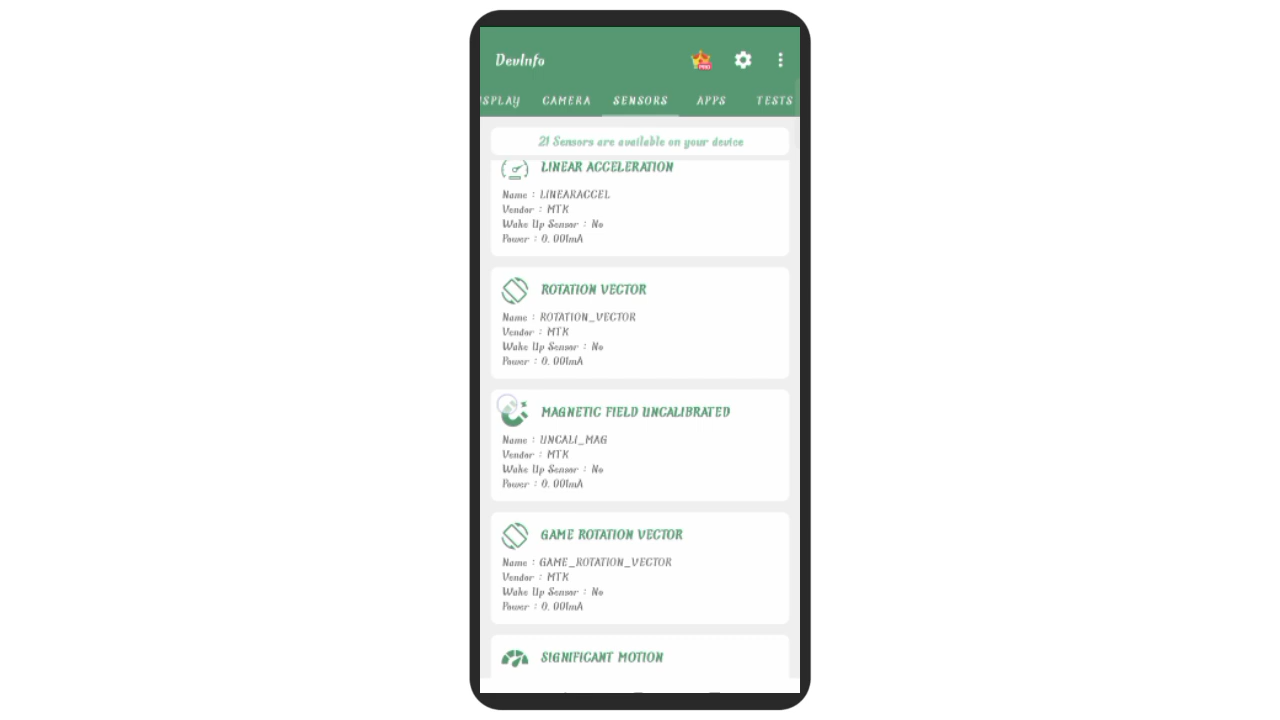 DevInfo
PRO
ISPLAY CAMERA SENSORS APPS TESTS
21 Sensors are available on your device
LINEAR ACCELERATION
Name : LINEARACCEL
Vendor : MTK
Wake Up Sensor : No
Power : 0.001mA
ROTATION VECTOR
Name : ROTATION_VECTOR
Vendor : MTK
Wake Up Sensor : No
Power : 0.001mA
MAGNETIC FIELD UNCALIBRATED
Name : UNCALI_MAG
Vendor : MTK
Wake Up Sensor : No
Power : 0.001mA
GAME ROTATION VECTOR
Name : GAME_ROTATION_VECTOR
Vendor : MTK
Wake Up Sensor : No
Power : 0.001mA
SIGNIFICANT MOTION